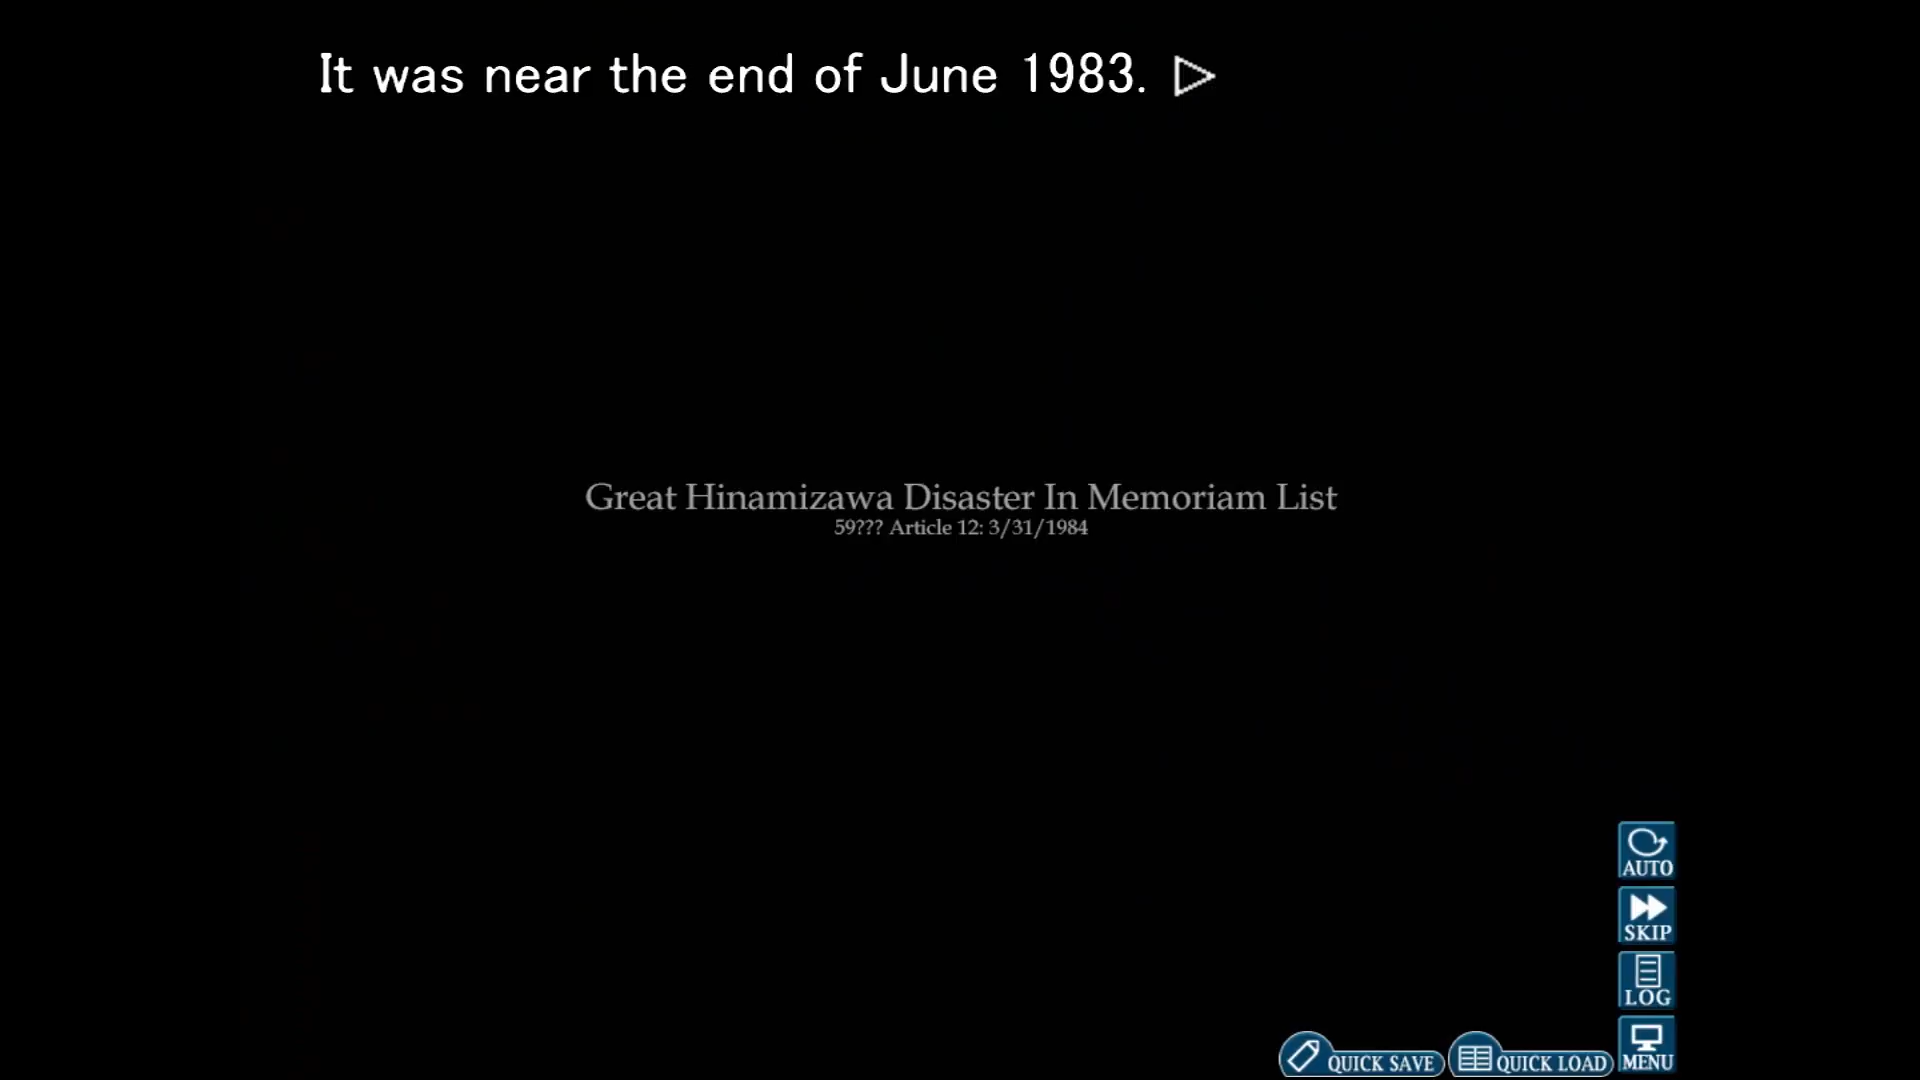 It was near the end of June 1983.
Great Hinamizawa Disaster In Memoriam List
59??? Article 12: 3/31/1984
AUTO
SKIP
LOG
MENU
QUICK SAVE
QUICK LOAD